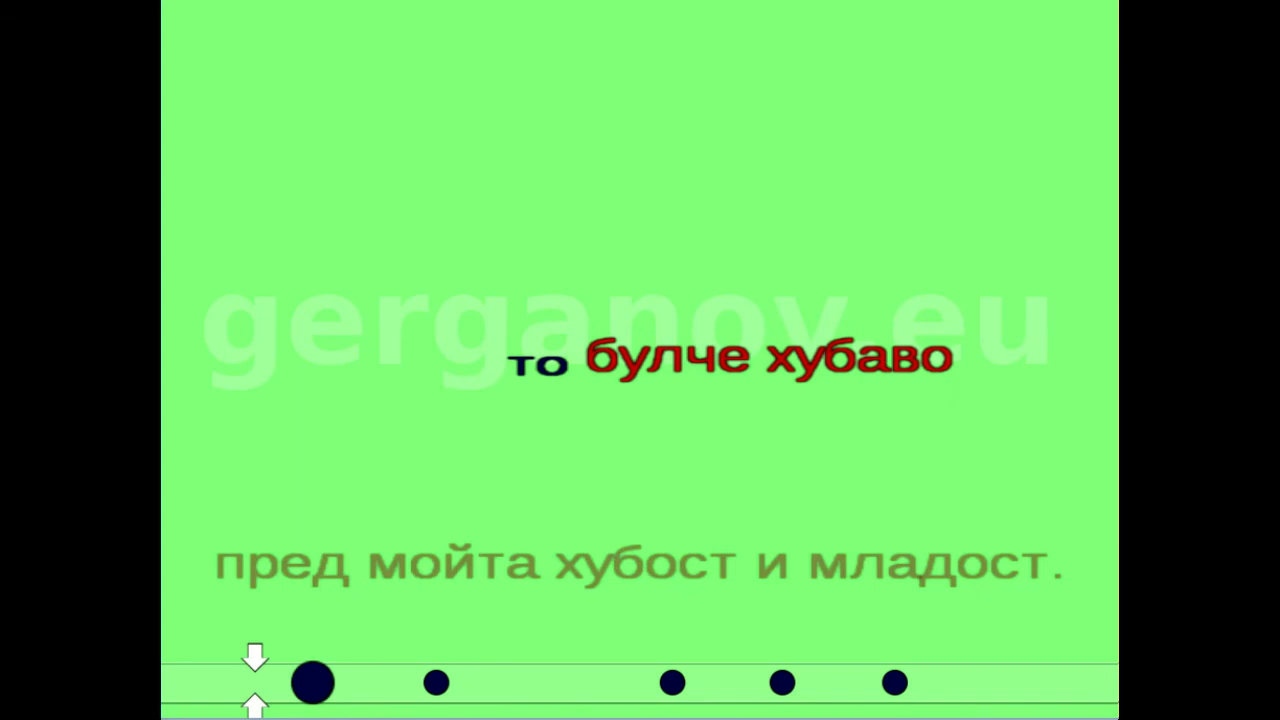 gerganov.eu
то булче хубаво
пред мойта хубост и младост.